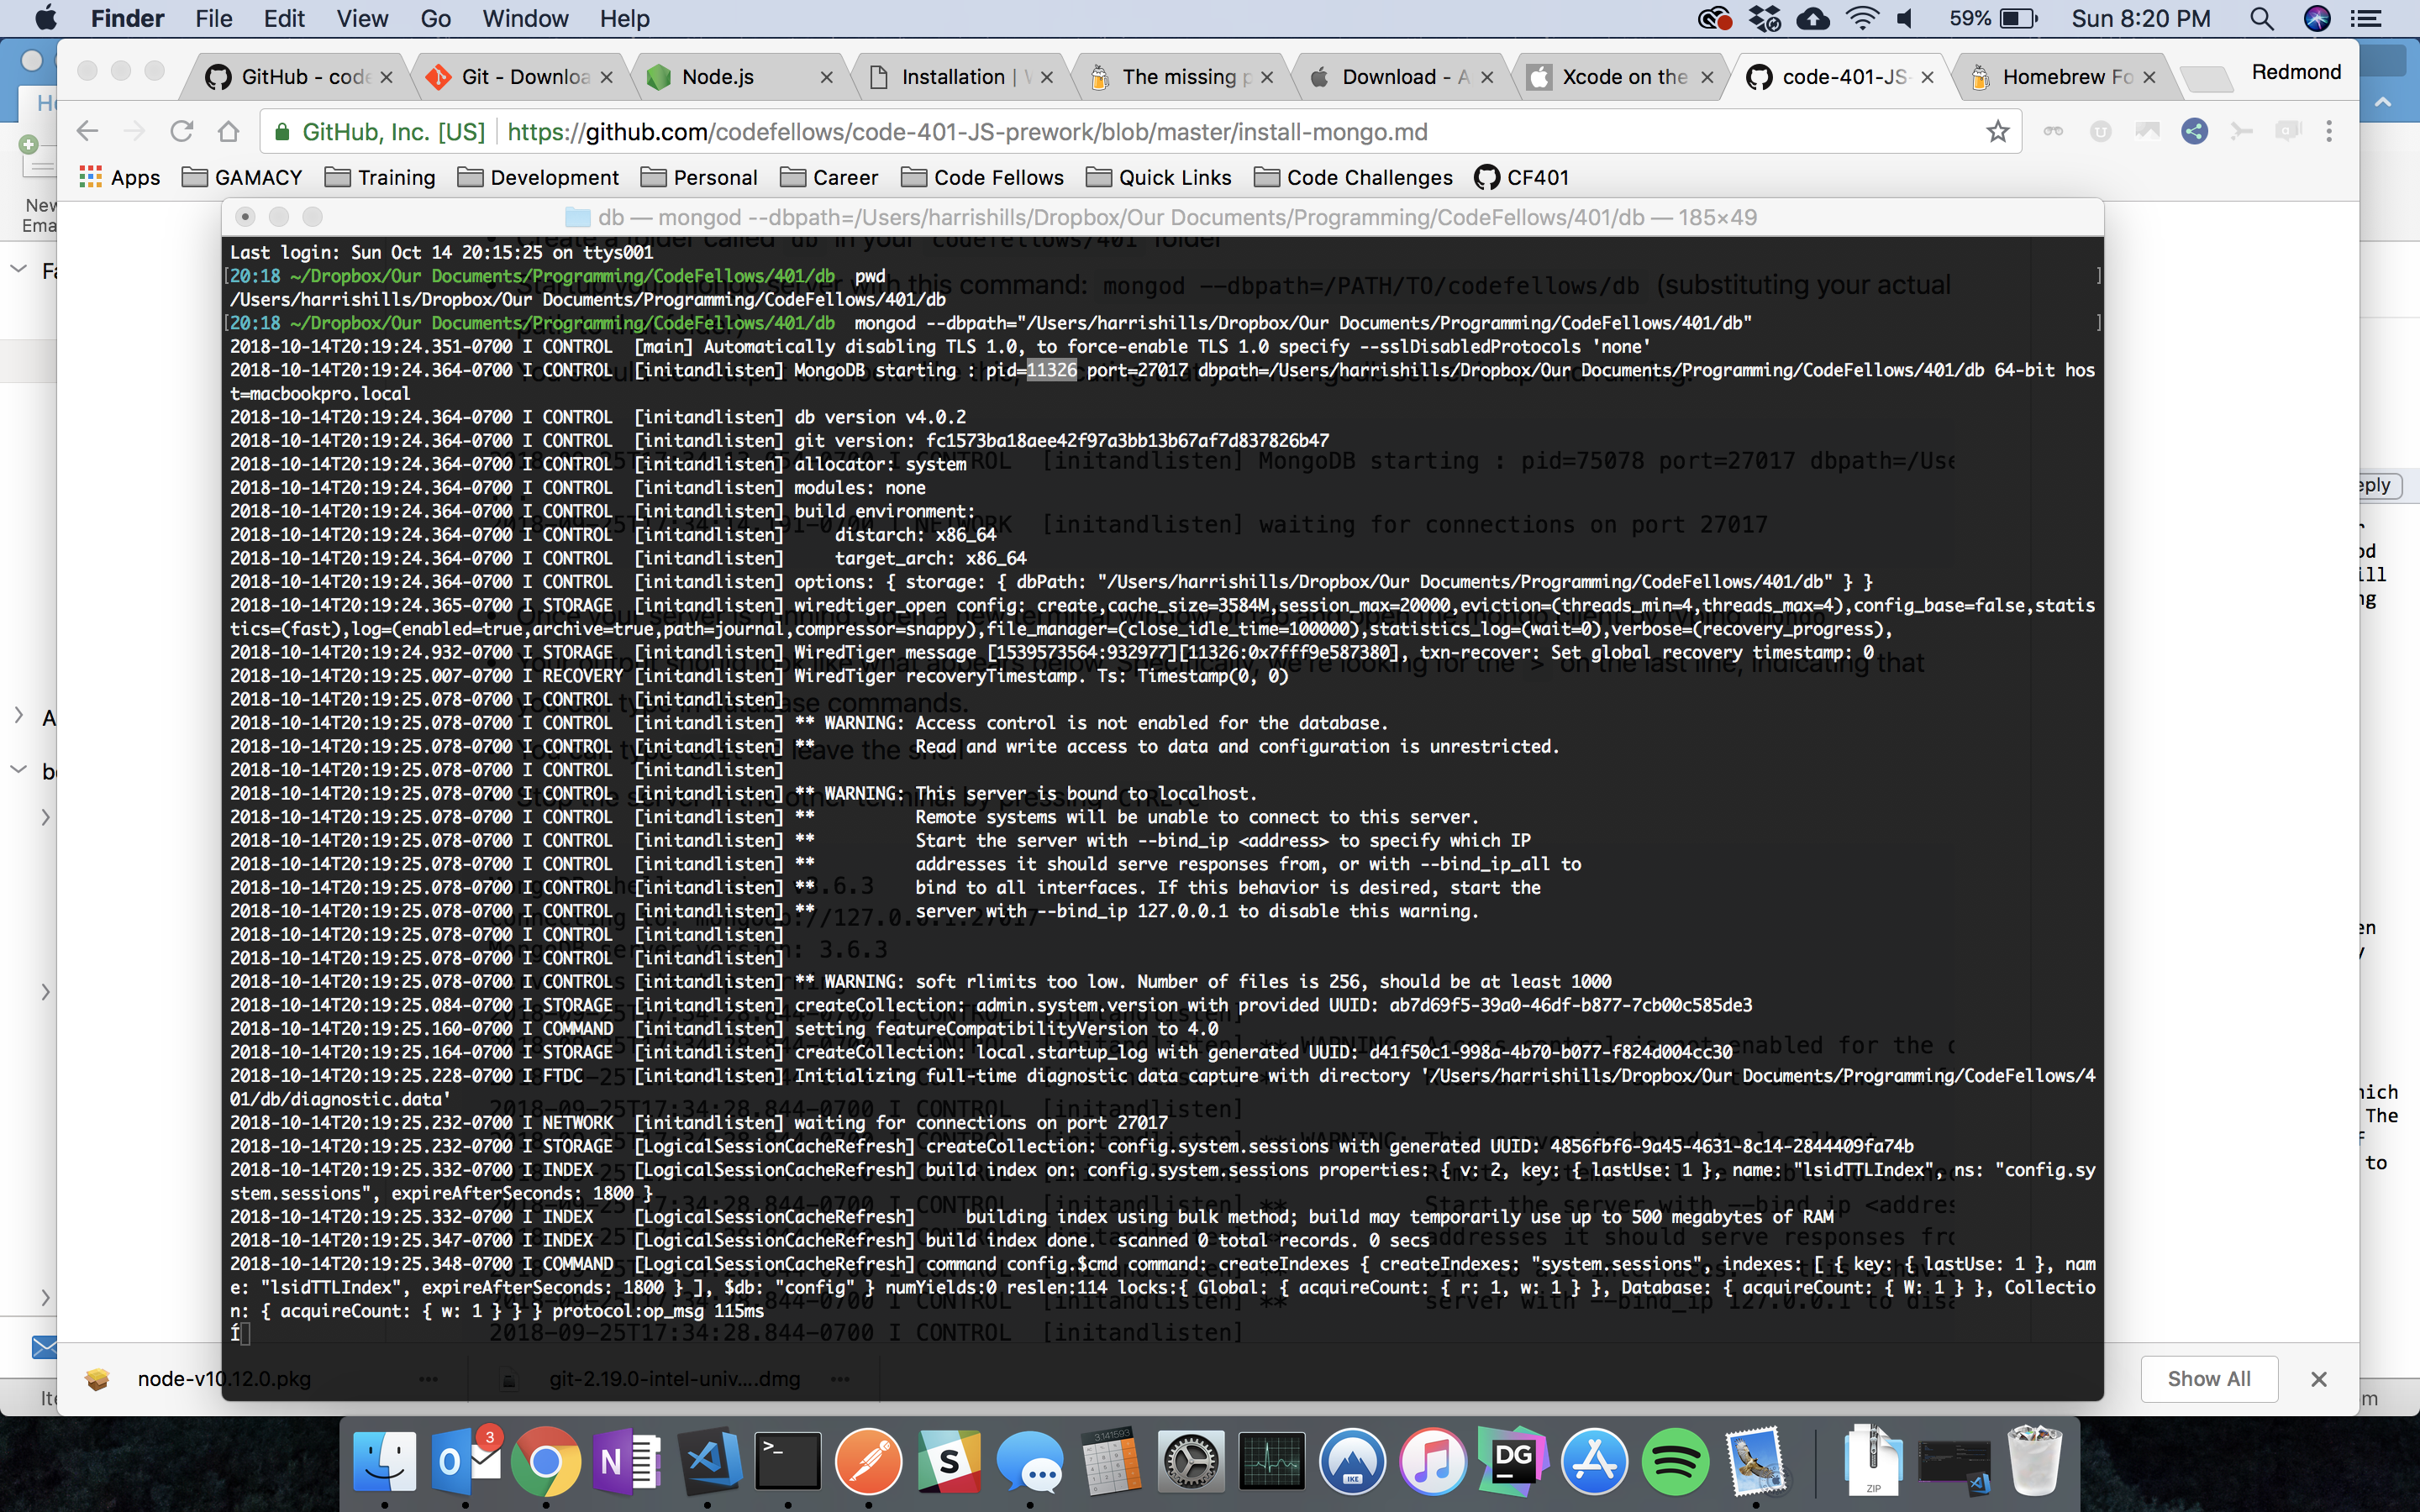 Finder File Edit View Go Window Help 59% Sun 8:20 PM
GitHub - code Git - Downloa Node.js Installation | The missing p Download - A Xcode on the code-401-JS- Homebrew Fo Redmond
GitHub, Inc. [US] https://github.com/codefellows/code-401-JS-prework/blob/master/install-mongo.md
Apps GAMACY Training Development Personal Career Code Fellows Quick Links Code Challenges CF401
New
Ema
db — mongod --dbpath=/Users/harrishills/Dropbox/Our Documents/Programming/CodeFellows/401/db — 185×49
Last login: Sun Oct 14 20:15:25 on ttys001
[20:18 ~/Dropbox/Our Documents/Programming/CodeFellows/401/db  pwd ]
/Users/harrishills/Dropbox/Our Documents/Programming/CodeFellows/401/db
[20:18 ~/Dropbox/Our Documents/Programming/CodeFellows/401/db  mongod --dbpath="/Users/harrishills/Dropbox/Our Documents/Programming/CodeFellows/401/db" ]
2018-10-14T20:19:24.351-0700 I CONTROL  [main] Automatically disabling TLS 1.0, to force-enable TLS 1.0 specify --sslDisabledProtocols 'none'
2018-10-14T20:19:24.364-0700 I CONTROL  [initandlisten] MongoDB starting : pid=11326 port=27017 dbpath=/Users/harrishills/Dropbox/Our Documents/Programming/CodeFellows/401/db 64-bit hos
t=macbookpro.local
2018-10-14T20:19:24.364-0700 I CONTROL  [initandlisten] db version v4.0.2
2018-10-14T20:19:24.364-0700 I CONTROL  [initandlisten] git version: fc1573ba18aee42f97a3bb13b67af7d837826b47
2018-10-14T20:19:24.364-0700 I CONTROL  [initandlisten] allocator: system
2018-10-14T20:19:24.364-0700 I CONTROL  [initandlisten] modules: none
2018-10-14T20:19:24.364-0700 I CONTROL  [initandlisten] build environment:
2018-10-14T20:19:24.364-0700 I CONTROL  [initandlisten]     distarch: x86_64
2018-10-14T20:19:24.364-0700 I CONTROL  [initandlisten]     target_arch: x86_64
2018-10-14T20:19:24.364-0700 I CONTROL  [initandlisten] options: { storage: { dbPath: "/Users/harrishills/Dropbox/Our Documents/Programming/CodeFellows/401/db" } }
2018-10-14T20:19:24.365-0700 I STORAGE  [initandlisten] wiredtiger_open config: create,cache_size=3584M,session_max=20000,eviction=(threads_min=4,threads_max=4),config_base=false,statis
tics=(fast),log=(enabled=true,archive=true,path=journal,compressor=snappy),file_manager=(close_idle_time=100000),statistics_log=(wait=0),verbose=(recovery_progress),
2018-10-14T20:19:24.932-0700 I STORAGE  [initandlisten] WiredTiger message [1539573564:932977][11326:0x7fff9e587380], txn-recover: Set global recovery timestamp: 0
2018-10-14T20:19:25.007-0700 I RECOVERY [initandlisten] WiredTiger recoveryTimestamp. Ts: Timestamp(0, 0)
2018-10-14T20:19:25.078-0700 I CONTROL  [initandlisten]
2018-10-14T20:19:25.078-0700 I CONTROL  [initandlisten] ** WARNING: Access control is not enabled for the database.
2018-10-14T20:19:25.078-0700 I CONTROL  [initandlisten] **          Read and write access to data and configuration is unrestricted.
2018-10-14T20:19:25.078-0700 I CONTROL  [initandlisten]
2018-10-14T20:19:25.078-0700 I CONTROL  [initandlisten] ** WARNING: This server is bound to localhost.
2018-10-14T20:19:25.078-0700 I CONTROL  [initandlisten] **          Remote systems will be unable to connect to this server.
2018-10-14T20:19:25.078-0700 I CONTROL  [initandlisten] **          Start the server with --bind_ip <address> to specify which IP
2018-10-14T20:19:25.078-0700 I CONTROL  [initandlisten] **          addresses it should serve responses from, or with --bind_ip_all to
2018-10-14T20:19:25.078-0700 I CONTROL  [initandlisten] **          bind to all interfaces. If this behavior is desired, start the
2018-10-14T20:19:25.078-0700 I CONTROL  [initandlisten] **          server with --bind_ip 127.0.0.1 to disable this warning.
2018-10-14T20:19:25.078-0700 I CONTROL  [initandlisten]
2018-10-14T20:19:25.078-0700 I CONTROL  [initandlisten]
2018-10-14T20:19:25.078-0700 I CONTROL  [initandlisten] ** WARNING: soft rlimits too low. Number of files is 256, should be at least 1000
2018-10-14T20:19:25.084-0700 I STORAGE  [initandlisten] createCollection: admin.system.version with provided UUID: ab7d69f5-39a0-46df-b877-7cb00c585de3
2018-10-14T20:19:25.160-0700 I COMMAND  [initandlisten] setting featureCompatibilityVersion to 4.0
2018-10-14T20:19:25.164-0700 I STORAGE  [initandlisten] createCollection: local.startup_log with generated UUID: d41f50c1-998a-4b70-b077-f824d004cc30
2018-10-14T20:19:25.228-0700 I FTDC     [initandlisten] Initializing full-time diagnostic data capture with directory '/Users/harrishills/Dropbox/Our Documents/Programming/CodeFellows/4
01/db/diagnostic.data'
2018-10-14T20:19:25.232-0700 I NETWORK  [initandlisten] waiting for connections on port 27017
2018-10-14T20:19:25.232-0700 I STORAGE  [LogicalSessionCacheRefresh] createCollection: config.system.sessions with generated UUID: 4856fbf6-9a45-4631-8c14-2844409fa74b
2018-10-14T20:19:25.332-0700 I INDEX    [LogicalSessionCacheRefresh] build index on: config.system.sessions properties: { v: 2, key: { lastUse: 1 }, name: "lsidTTLIndex", ns: "config.sy
stem.sessions", expireAfterSeconds: 1800 }
2018-10-14T20:19:25.332-0700 I INDEX    [LogicalSessionCacheRefresh]     building index using bulk method; build may temporarily use up to 500 megabytes of RAM
2018-10-14T20:19:25.347-0700 I INDEX    [LogicalSessionCacheRefresh] build index done.  scanned 0 total records. 0 secs
2018-10-14T20:19:25.348-0700 I COMMAND  [LogicalSessionCacheRefresh] command config.$cmd command: createIndexes { createIndexes: "system.sessions", indexes: [ { key: { lastUse: 1 }, nam
e: "lsidTTLIndex", expireAfterSeconds: 1800 } ], $db: "config" } numYields:0 reslen:114 locks:{ Global: { acquireCount: { r: 1, w: 1 } }, Database: { acquireCount: { W: 1 } }, Collectio
n: { acquireCount: { w: 1 } } } protocol:op_msg 115ms
Í
node-v10.12.0.pkg git-2.19.0-intel-univ....dmg Show All
3